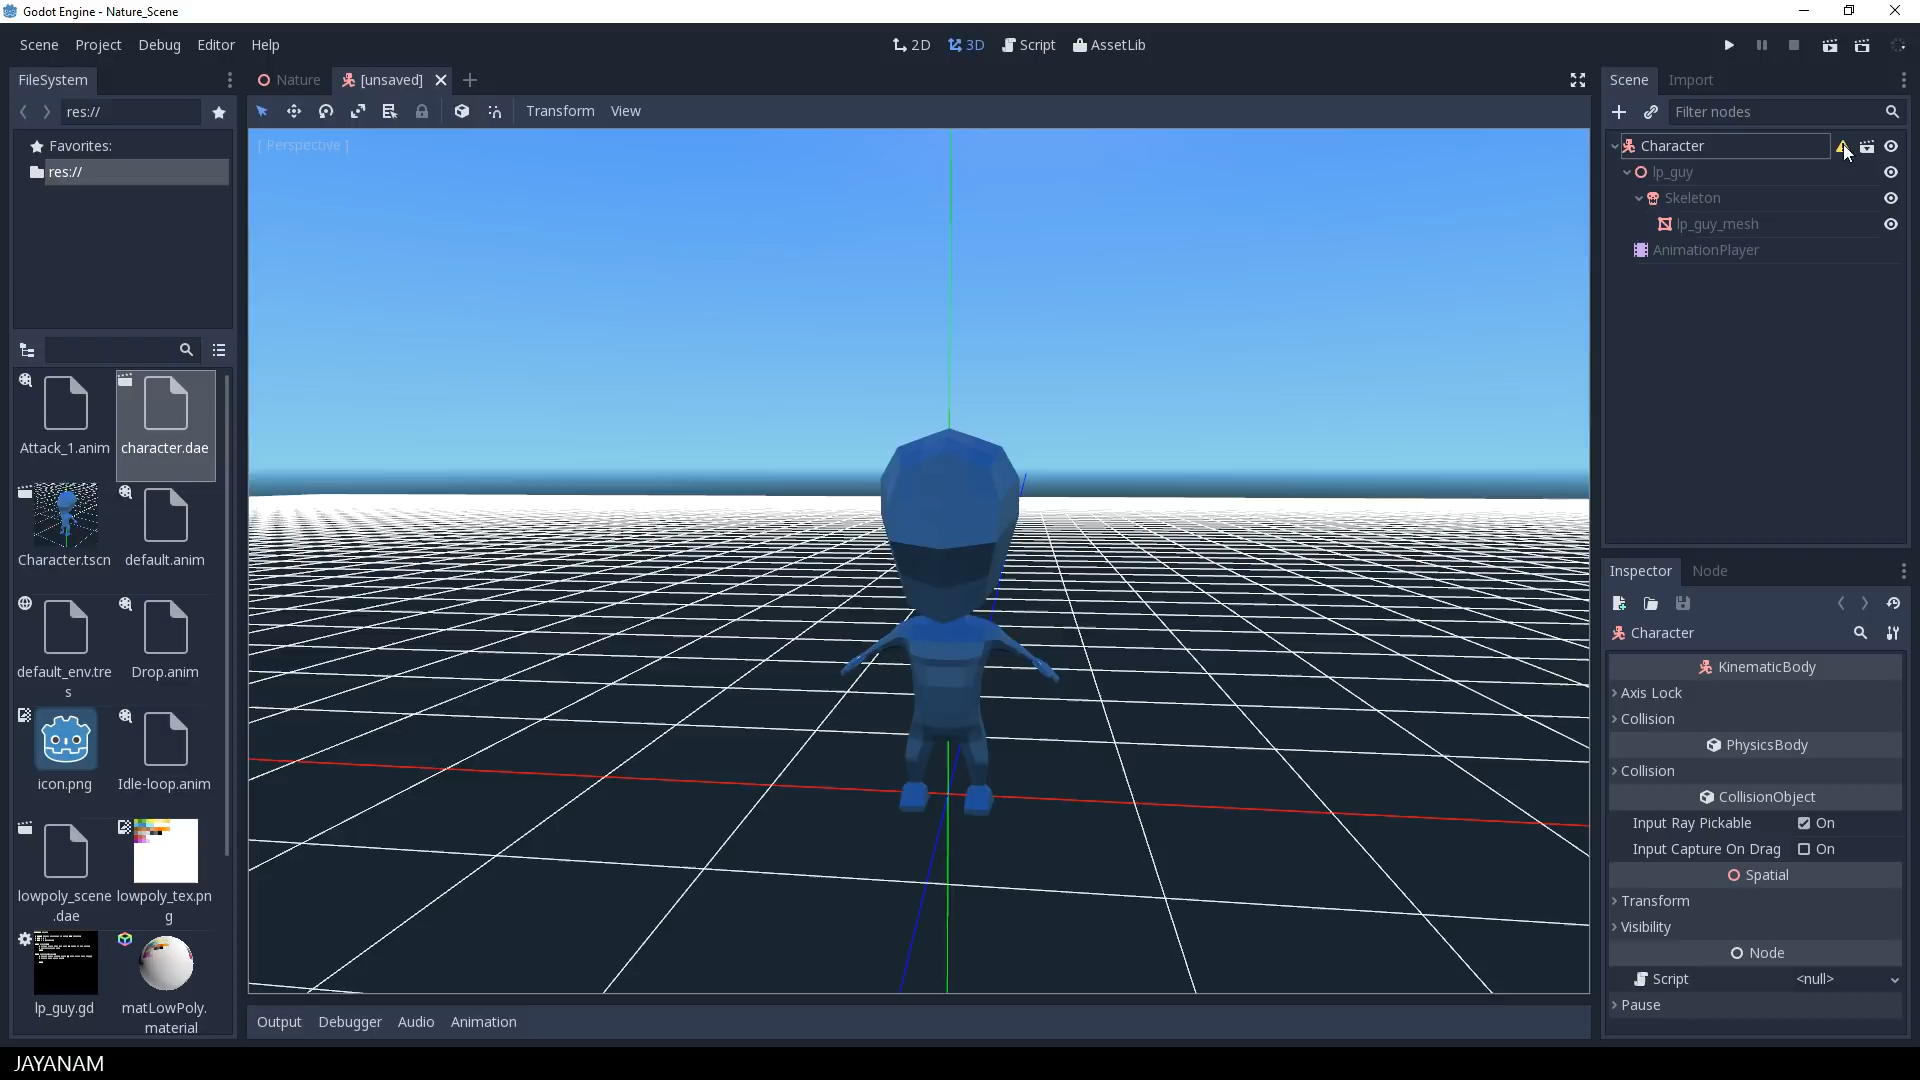 Godot Engine - Nature_Scene
Scene Project Debug Editor Help
2D 3D Script AssetLib
FileSystem
res://
Favorites:
res://
Attack_1.anim
character.dae
Character.tscn
default.anim
default_env.tre
s
Drop.anim
icon.png
Idle-loop.anim
lowpoly_scene
.dae
lowpoly_tex.pn
g
lp_guy.gd
matLowPoly.
material
Nature
[unsaved]
Transform View
[ Perspective ]
Output Debugger Audio Animation
Scene Import
Filter nodes
Character
lp_guy
Skeleton
lp_guy_mesh
AnimationPlayer
Inspector Node
Character
KinematicBody
Axis Lock
Collision
PhysicsBody
Collision
CollisionObject
Input Ray Pickable On
Input Capture On Drag On
Spatial
Transform
Visibility
Node
Script <null>
Pause
JAYANAM